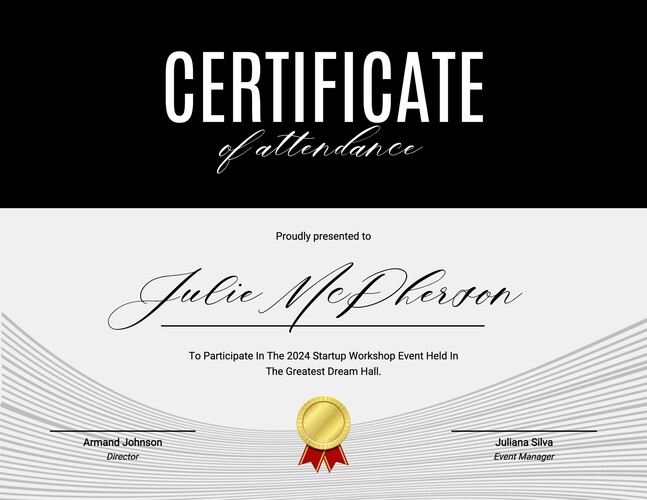 CERTIFICATE
of attendance
Proudly presented to
Julie McPherson
To Participate In The 2024 Startup Workshop Event Held In
The Greatest Dream Hall.
Armand Johnson
Director
Juliana Silva
Event Manager